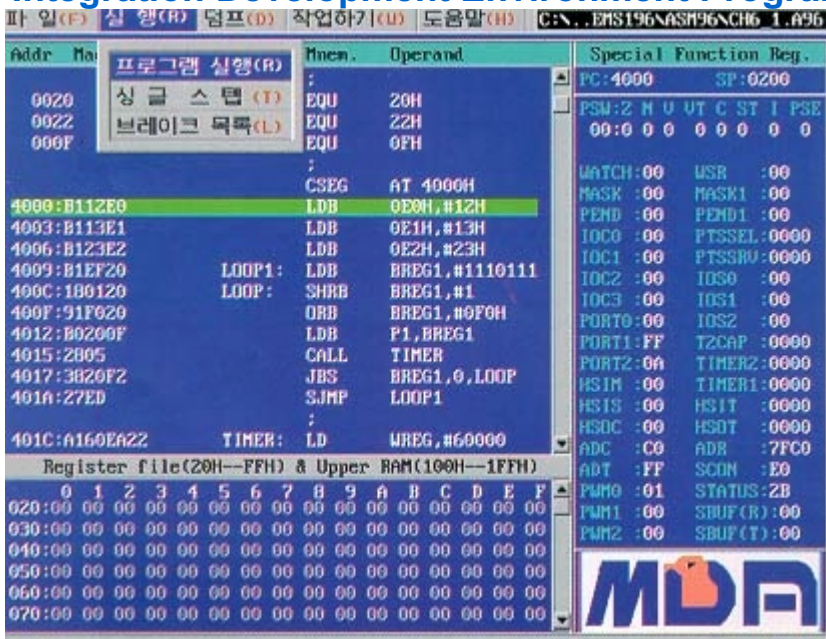 Integration Development Environment Progra
파 일(F) 실 행(R) 덤프(D) 작업하기(U) 도움말(H) C:\..EMS196\ASM96\CH6_1.A96
Addr Ma Mnem. Operand
프로그램 실행(R)
싱 글 스 텝 (T)
브레이크 목록(L)
;
0020 EQU 20H
0022 EQU 22H
000F EQU 0FH
;
CSEG AT 4000H
4000:B112E0 LDB 0E0H,#12H
4003:B113E1 LDB 0E1H,#13H
4006:B123E2 LDB 0E2H,#23H
4009:B1EF20 LOOP1: LDB BREG1,#1110111
400C:180120 LOOP: SHRB BREG1,#1
400F:91F020 ORB BREG1,#0F0H
4012:B0200F LDB P1,BREG1
4015:2805 CALL TIMER
4017:3820F2 JBS BREG1,0,LOOP
401A:27ED SJMP LOOP1
;
401C:A160EA22 TIMER: LD WREG,#60000
Register file(20H--FFH) & Upper RAM(100H--1FFH)
0 1 2 3 4 5 6 7 8 9 A B C D E F
020:00 00 00 00 00 00 00 00 00 00 00 00 00 00 00 00
030:00 00 00 00 00 00 00 00 00 00 00 00 00 00 00 00
040:00 00 00 00 00 00 00 00 00 00 00 00 00 00 00 00
050:00 00 00 00 00 00 00 00 00 00 00 00 00 00 00 00
060:00 00 00 00 00 00 00 00 00 00 00 00 00 00 00 00
070:00 00 00 00 00 00 00 00 00 00 00 00 00 00 00 00
Special Function Reg.
PC:4000 SP:0200
PSW:Z N V VT C ST I PSE
00:0 0 0 0 0 0 0 0
WATCH:00 WSR :00
MASK :00 MASK1 :00
PEND :00 PEND1 :00
IOC0 :00 PTSSEL:0000
IOC1 :00 PTSSRV:0000
IOC2 :00 IOS0 :00
IOC3 :00 IOS1 :00
PORT0:00 IOS2 :00
PORT1:FF T2CAP :0000
PORT2:0A TIMER2:0000
HSIM :00 TIMER1:0000
HSIS :00 HSIT :0000
HSOC :00 HSOT :0000
ADC :C0 ADR :7FC0
ADT :FF SCON :E0
PWM0 :01 STATUS:2B
PWM1 :00 SBUF(R):00
PWM2 :00 SBUF(T):00
MDA